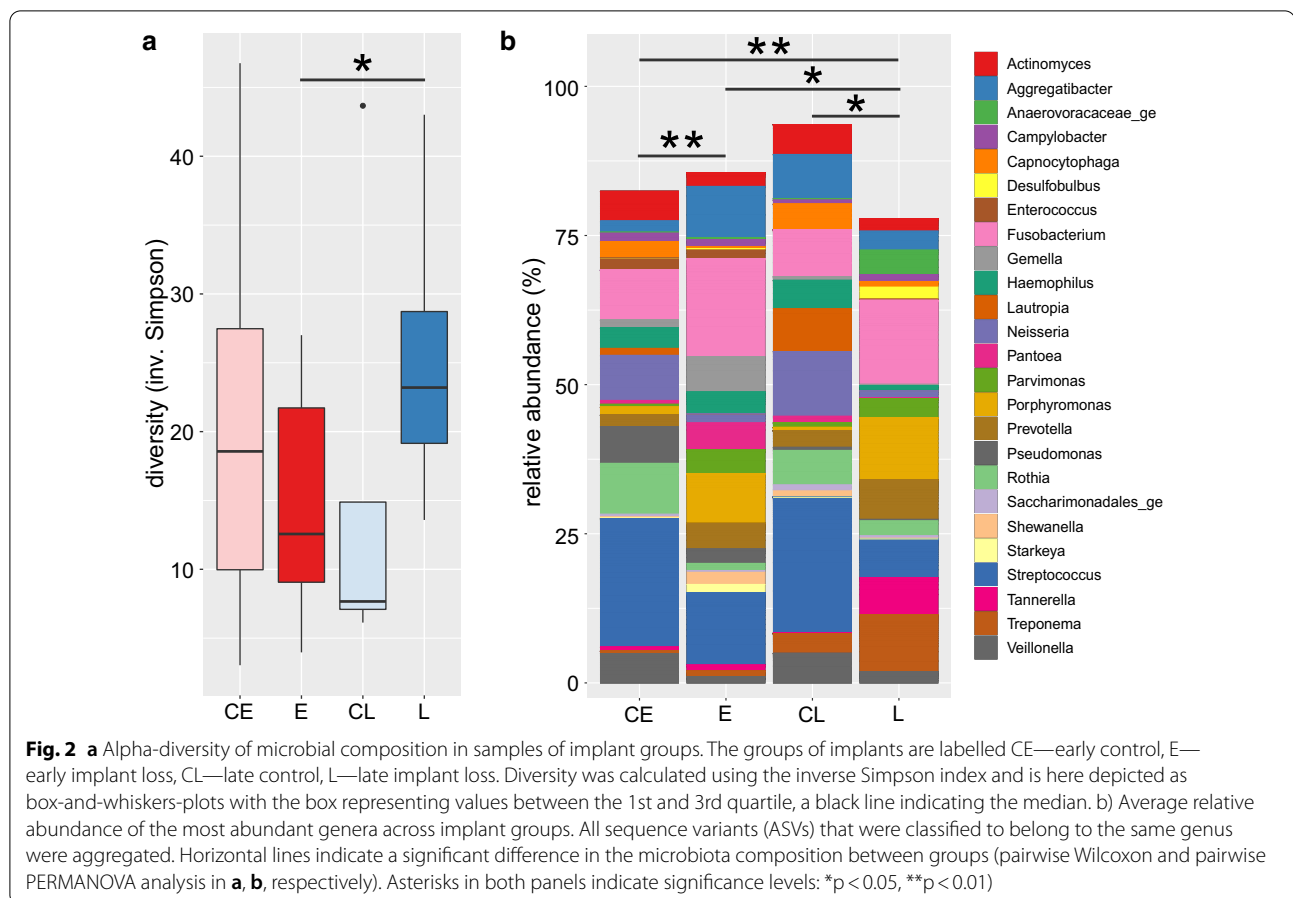 a
b
diversity (inv. Simpson)
40
30
20
10
*
CE E CL L
relative abundance (%)
100
75
50
25
0
**
*
*
**
CE E CL L
Actinomyces
Aggregatibacter
Anaerovoracaceae_ge
Campylobacter
Capnocytophaga
Desulfobulbus
Enterococcus
Fusobacterium
Gemella
Haemophilus
Lautropia
Neisseria
Pantoea
Parvimonas
Porphyromonas
Prevotella
Pseudomonas
Rothia
Saccharimonadales_ge
Shewanella
Starkeya
Streptococcus
Tannerella
Treponema
Veillonella
Fig. 2 a Alpha-diversity of microbial composition in samples of implant groups. The groups of implants are labelled CE—early control, E—
early implant loss, CL—late control, L—late implant loss. Diversity was calculated using the inverse Simpson index and is here depicted as
box-and-whiskers-plots with the box representing values between the 1st and 3rd quartile, a black line indicating the median. b) Average relative
abundance of the most abundant genera across implant groups. All sequence variants (ASVs) that were classified to belong to the same genus
were aggregated. Horizontal lines indicate a significant difference in the microbiota composition between groups (pairwise Wilcoxon and pairwise
PERMANOVA analysis in a, b, respectively). Asterisks in both panels indicate significance levels: *p < 0.05, **p < 0.01)